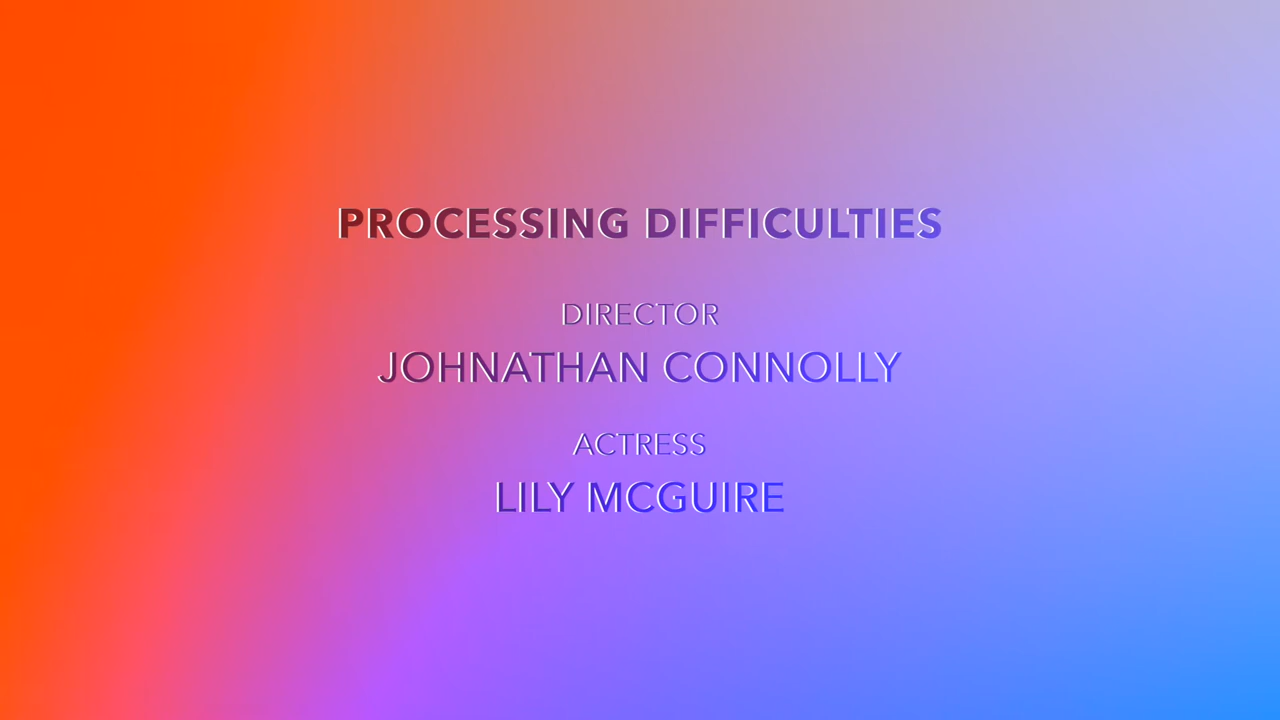 PROCESSING DIFFICULTIES
DIRECTOR
JOHNATHAN CONNOLLY
ACTRESS
LILY MCGUIRE